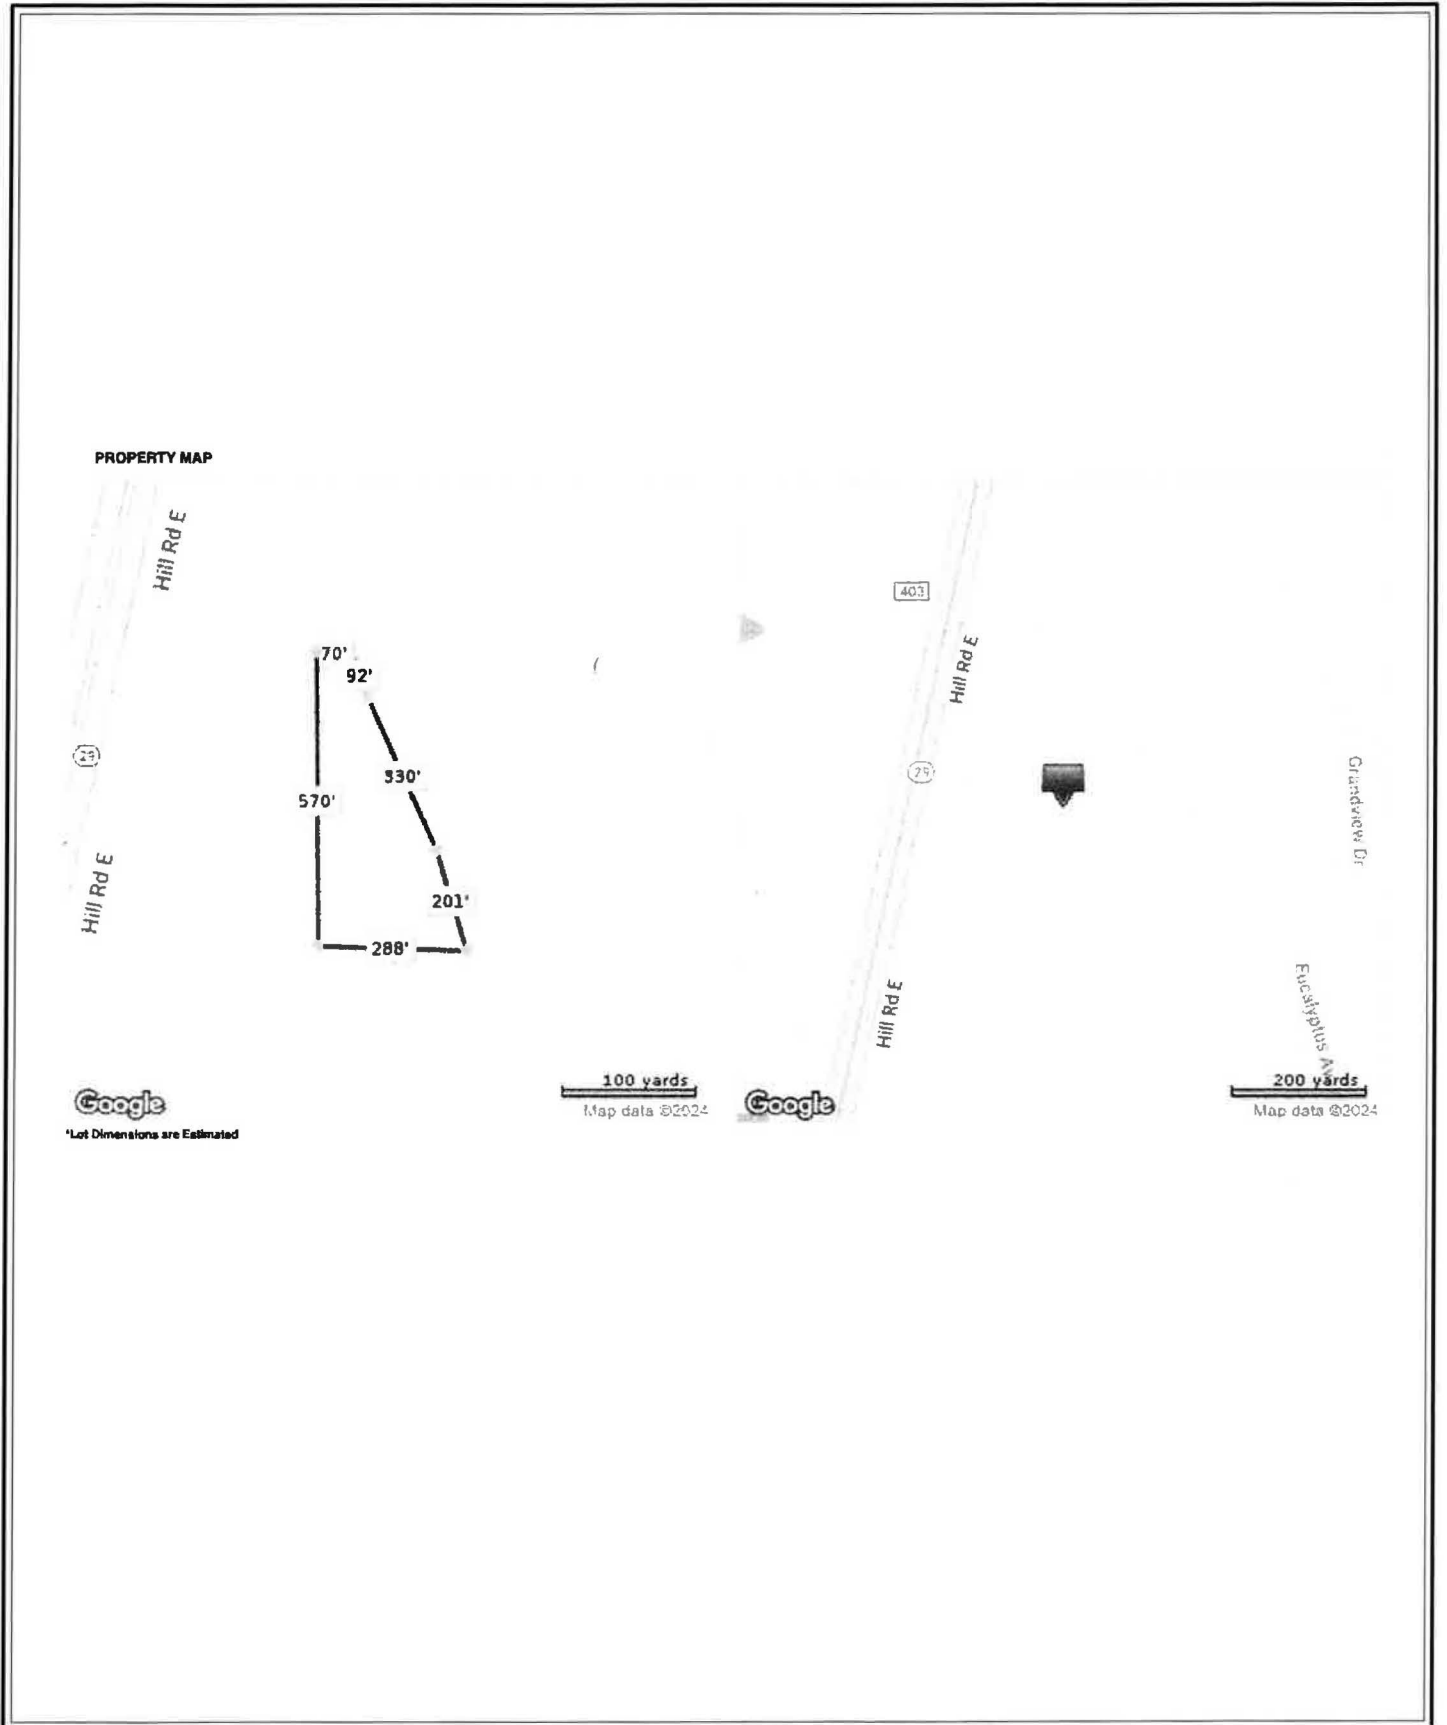 PROPERTY MAP
Hill Rd E
70'
92'
29
330'
570'
Hill Rd E
201'
288'
Google
100 yards
Map data ©2024
*Lot Dimensions are Estimated
403
Hill Rd E
29
Grandview Dr
Hill Rd E
Eucalyptus Av
200 yards
Google
Map data ©2024